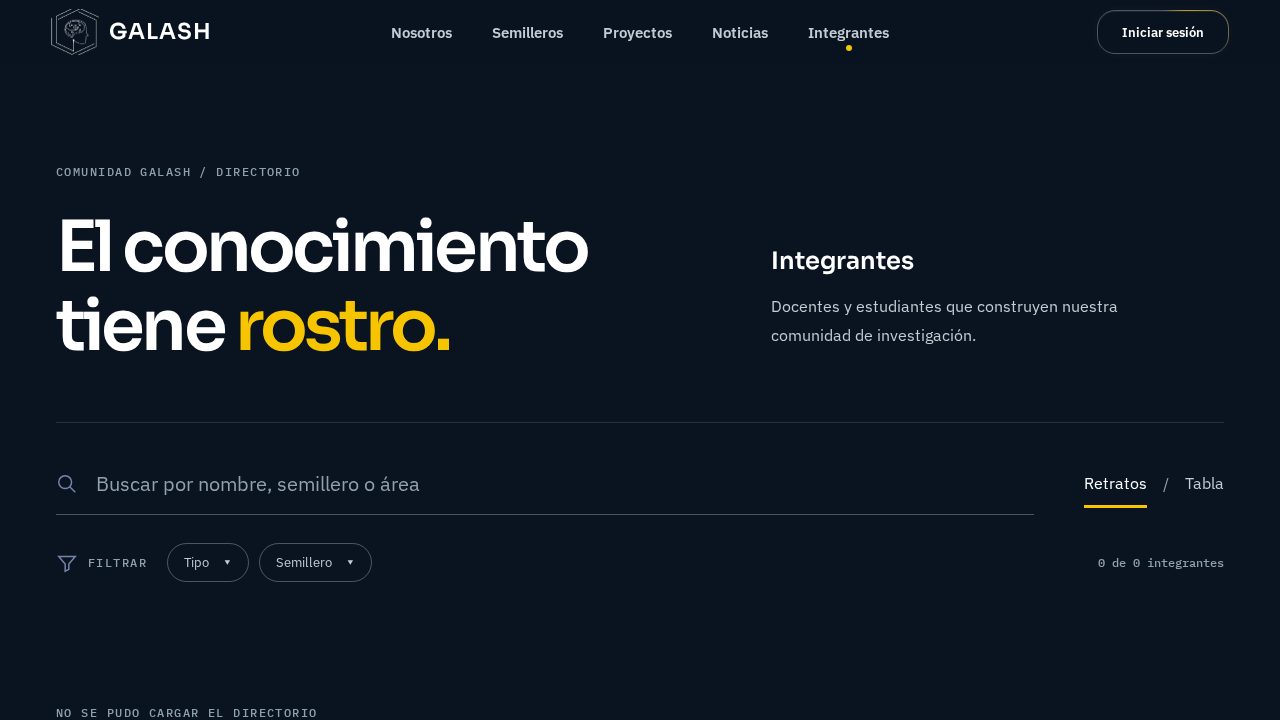 GALASH
Nosotros
Semilleros
Proyectos
Noticias
Integrantes
Iniciar sesión
COMUNIDAD GALASH / DIRECTORIO
El conocimiento
tiene rostro.
Integrantes
Docentes y estudiantes que construyen nuestra
comunidad de investigación.
Buscar por nombre, semillero o área
Retratos / Tabla
FILTRAR
Tipo
Semillero
0 de 0 integrantes
NO SE PUDO CARGAR EL DIRECTORIO